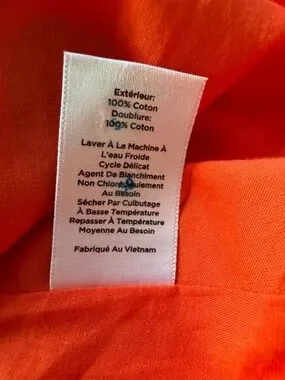 Extérieur:
100% Coton
Doublure:
100% Coton
Laver À La Machine À
L'eau Froide
Cycle Délicat
Agent De Blanchiment
Non Chloré Seulement
Au Besoin
Sécher Par Culbutage
À Basse Température
Repasser À Température
Moyenne Au Besoin
Fabriqué Au Vietnam